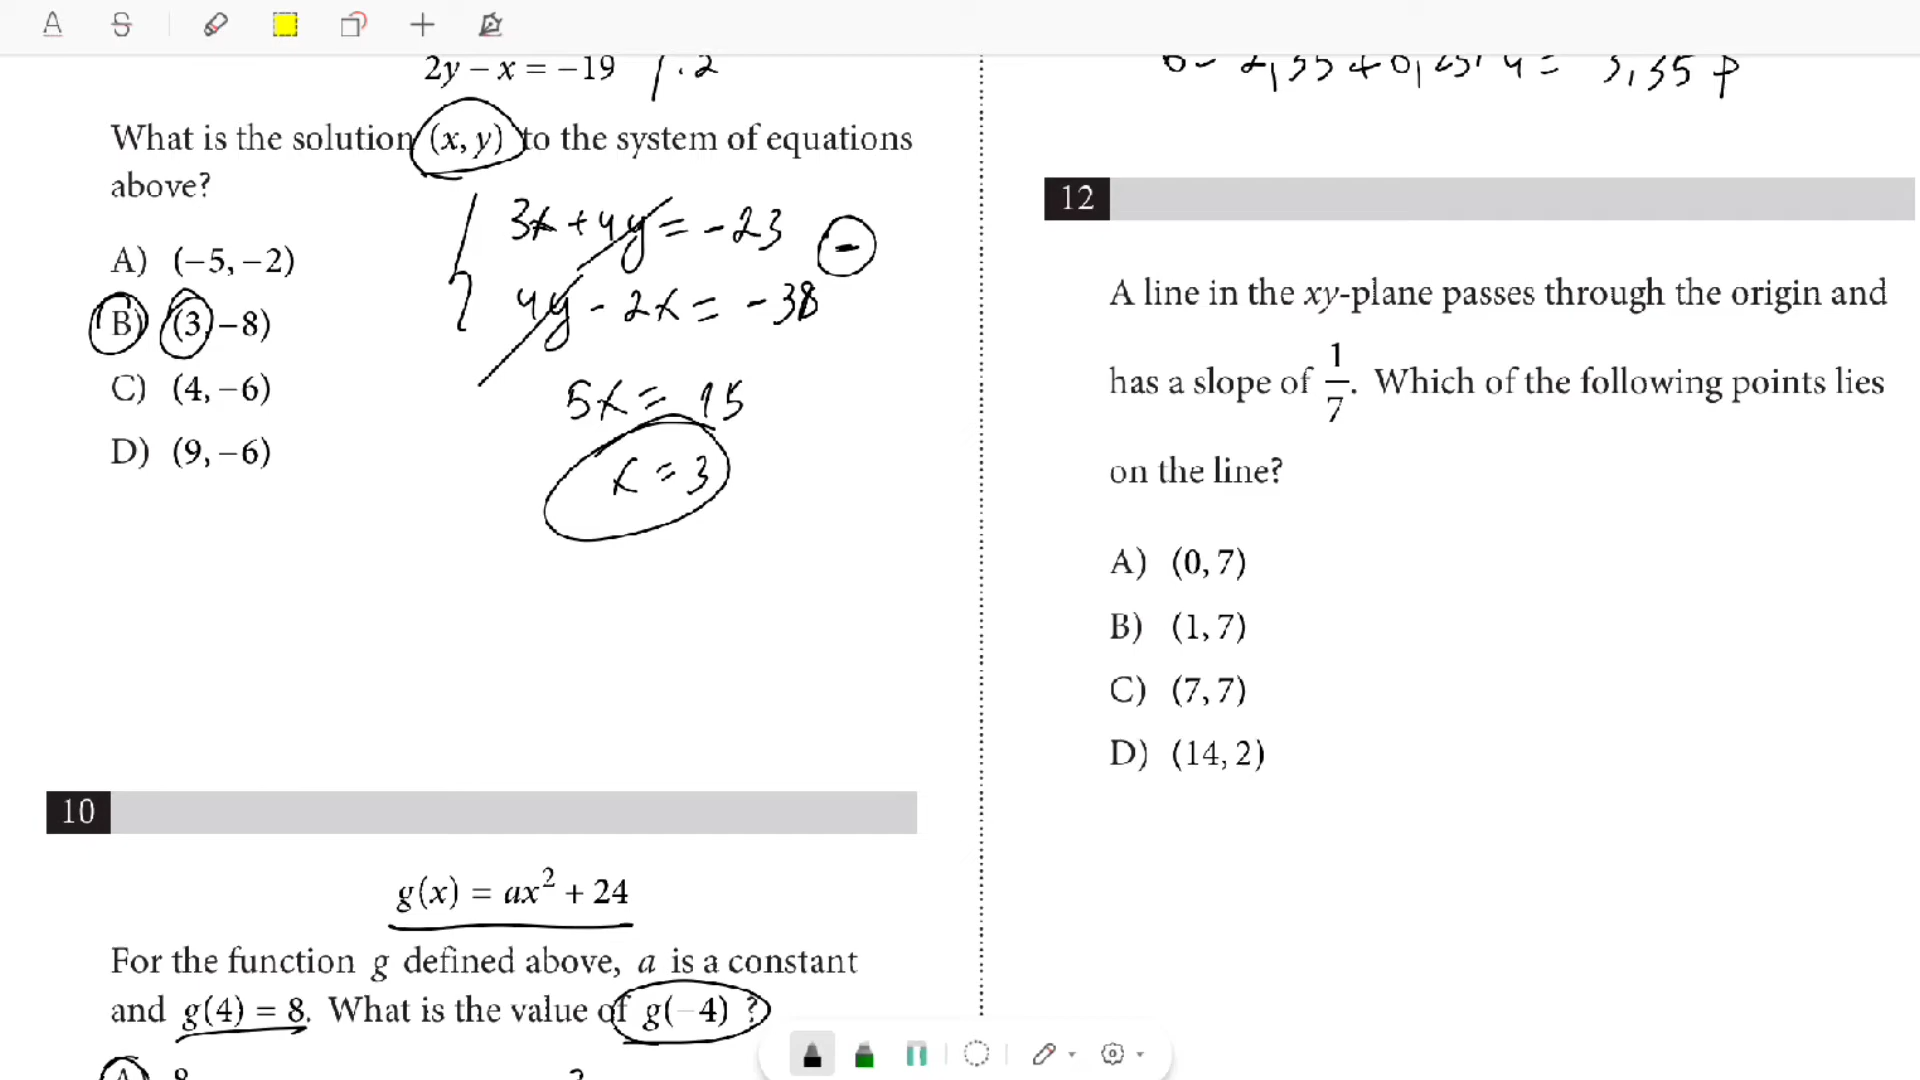 2y − x = −19 / · 2
What is the solution (x, y) to the system of equations
above?
3x + 4y = -23
A) (−5, −2)
4y - 2x = -38
B) (3, −8)
C) (4, −6)
5x = 15
D) (9, −6)
x = 3
10
g(x) = ax² + 24
For the function g defined above, a is a constant
and g(4) = 8. What is the value of g(−4) ?
A) 8
12
A line in the xy-plane passes through the origin and
has a slope of 1/7. Which of the following points lies
on the line?
A) (0, 7)
B) (1, 7)
C) (7, 7)
D) (14, 2)